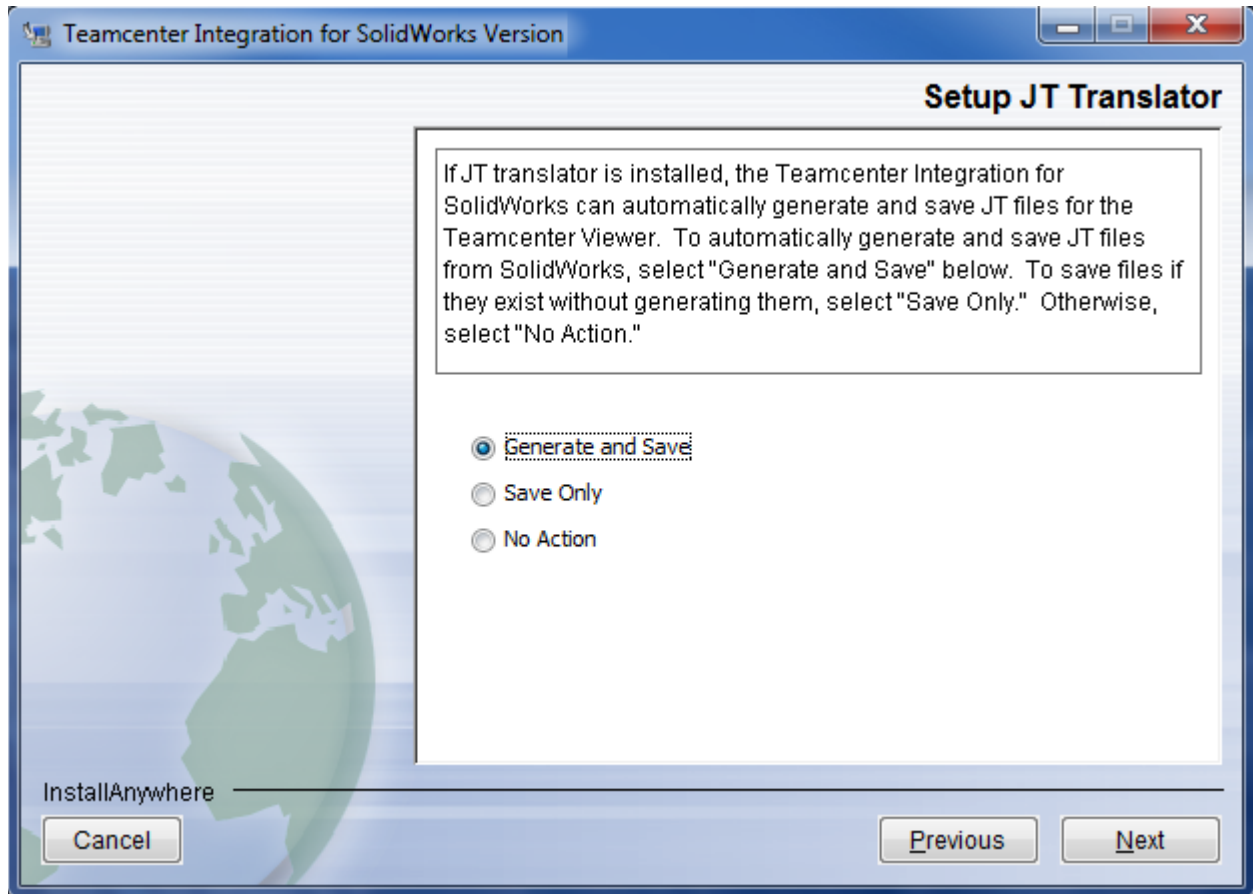 Teamcenter Integration for SolidWorks Version
Setup JT Translator
If JT translator is installed, the Teamcenter Integration for
SolidWorks can automatically generate and save JT files for the
Teamcenter Viewer.  To automatically generate and save JT files
from SolidWorks, select "Generate and Save" below.  To save files if
they exist without generating them, select "Save Only."  Otherwise,
select "No Action."
Generate and Save
Save Only
No Action
InstallAnywhere
Cancel
Previous
Next